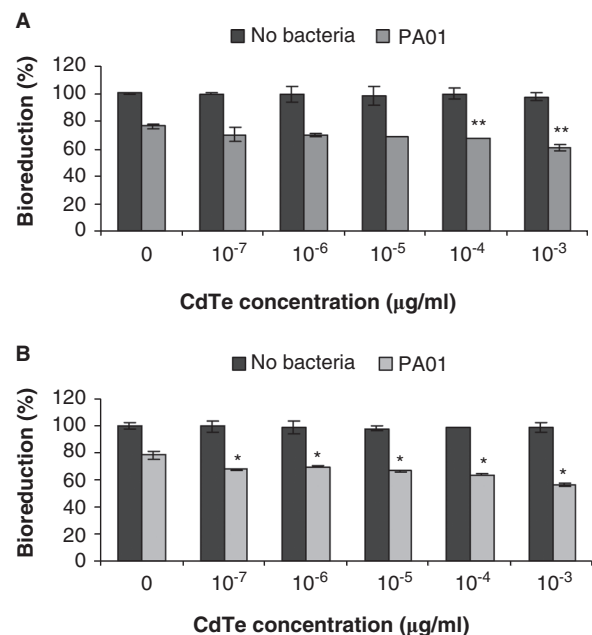 A
No bacteria PA01
Bioreduction (%)
120
100
80
60
40
20
0
** **
0 10⁻⁷ 10⁻⁶ 10⁻⁵ 10⁻⁴ 10⁻³
CdTe concentration (µg/ml)
B
No bacteria PA01
Bioreduction (%)
120
100
80
60
40
20
0
* * * * *
0 10⁻⁷ 10⁻⁶ 10⁻⁵ 10⁻⁴ 10⁻³
CdTe concentration (µg/ml)